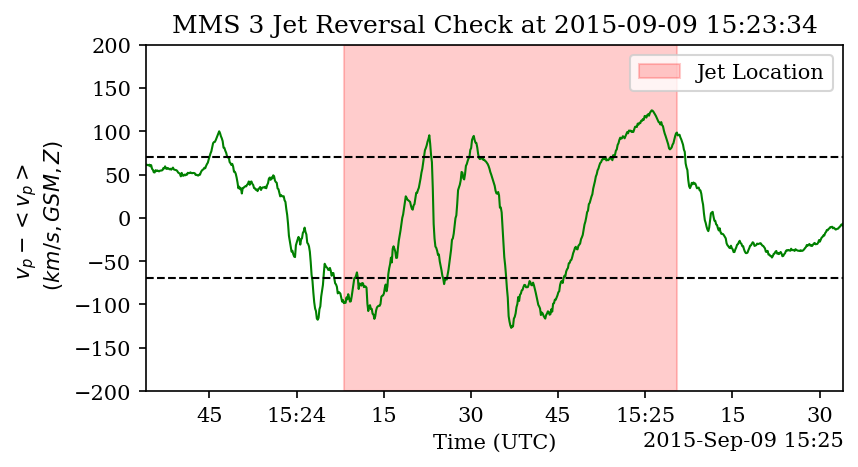 MMS 3 Jet Reversal Check at 2015-09-09 15:23:34
200
150
100
50
0
−50
−100
−150
−200
v_p − < v_p >
(km/s, GSM, Z)
Jet Location
45 15:24 15 30 45 15:25 15 30
Time (UTC)
2015-Sep-09 15:25